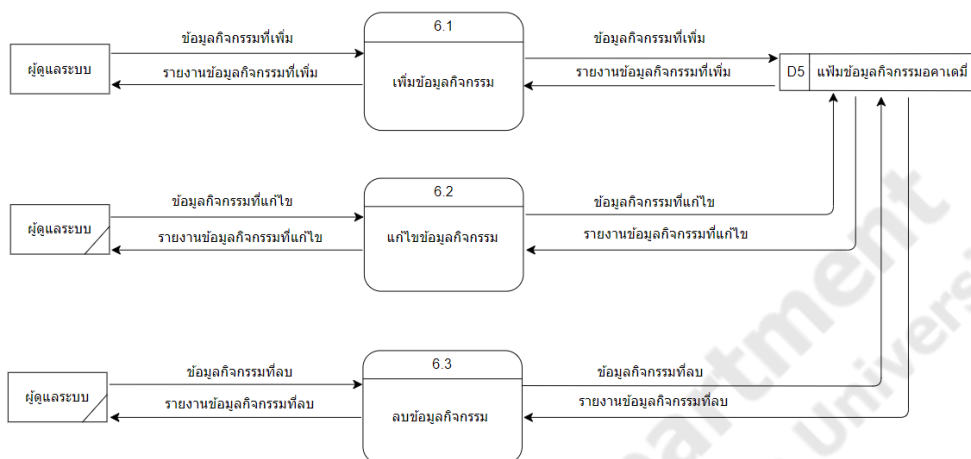 6.1
ข้อมูลกิจกรรมที่เพิ่ม
ข้อมูลกิจกรรมที่เพิ่ม
ผู้ดูแลระบบ
รายงานข้อมูลกิจกรรมที่เพิ่ม
เพิ่มข้อมูลกิจกรรม
รายงานข้อมูลกิจกรรมที่เพิ่ม
D5 แฟ้มข้อมูลกิจกรรมอคาเดมี่
6.2
ข้อมูลกิจกรรมที่แก้ไข
ข้อมูลกิจกรรมที่แก้ไข
ผู้ดูแลระบบ
รายงานข้อมูลกิจกรรมที่แก้ไข
แก้ไขข้อมูลกิจกรรม
รายงานข้อมูลกิจกรรมที่แก้ไข
6.3
ข้อมูลกิจกรรมที่ลบ
ข้อมูลกิจกรรมที่ลบ
ผู้ดูแลระบบ
รายงานข้อมูลกิจกรรมที่ลบ
ลบข้อมูลกิจกรรม
รายงานข้อมูลกิจกรรมที่ลบ